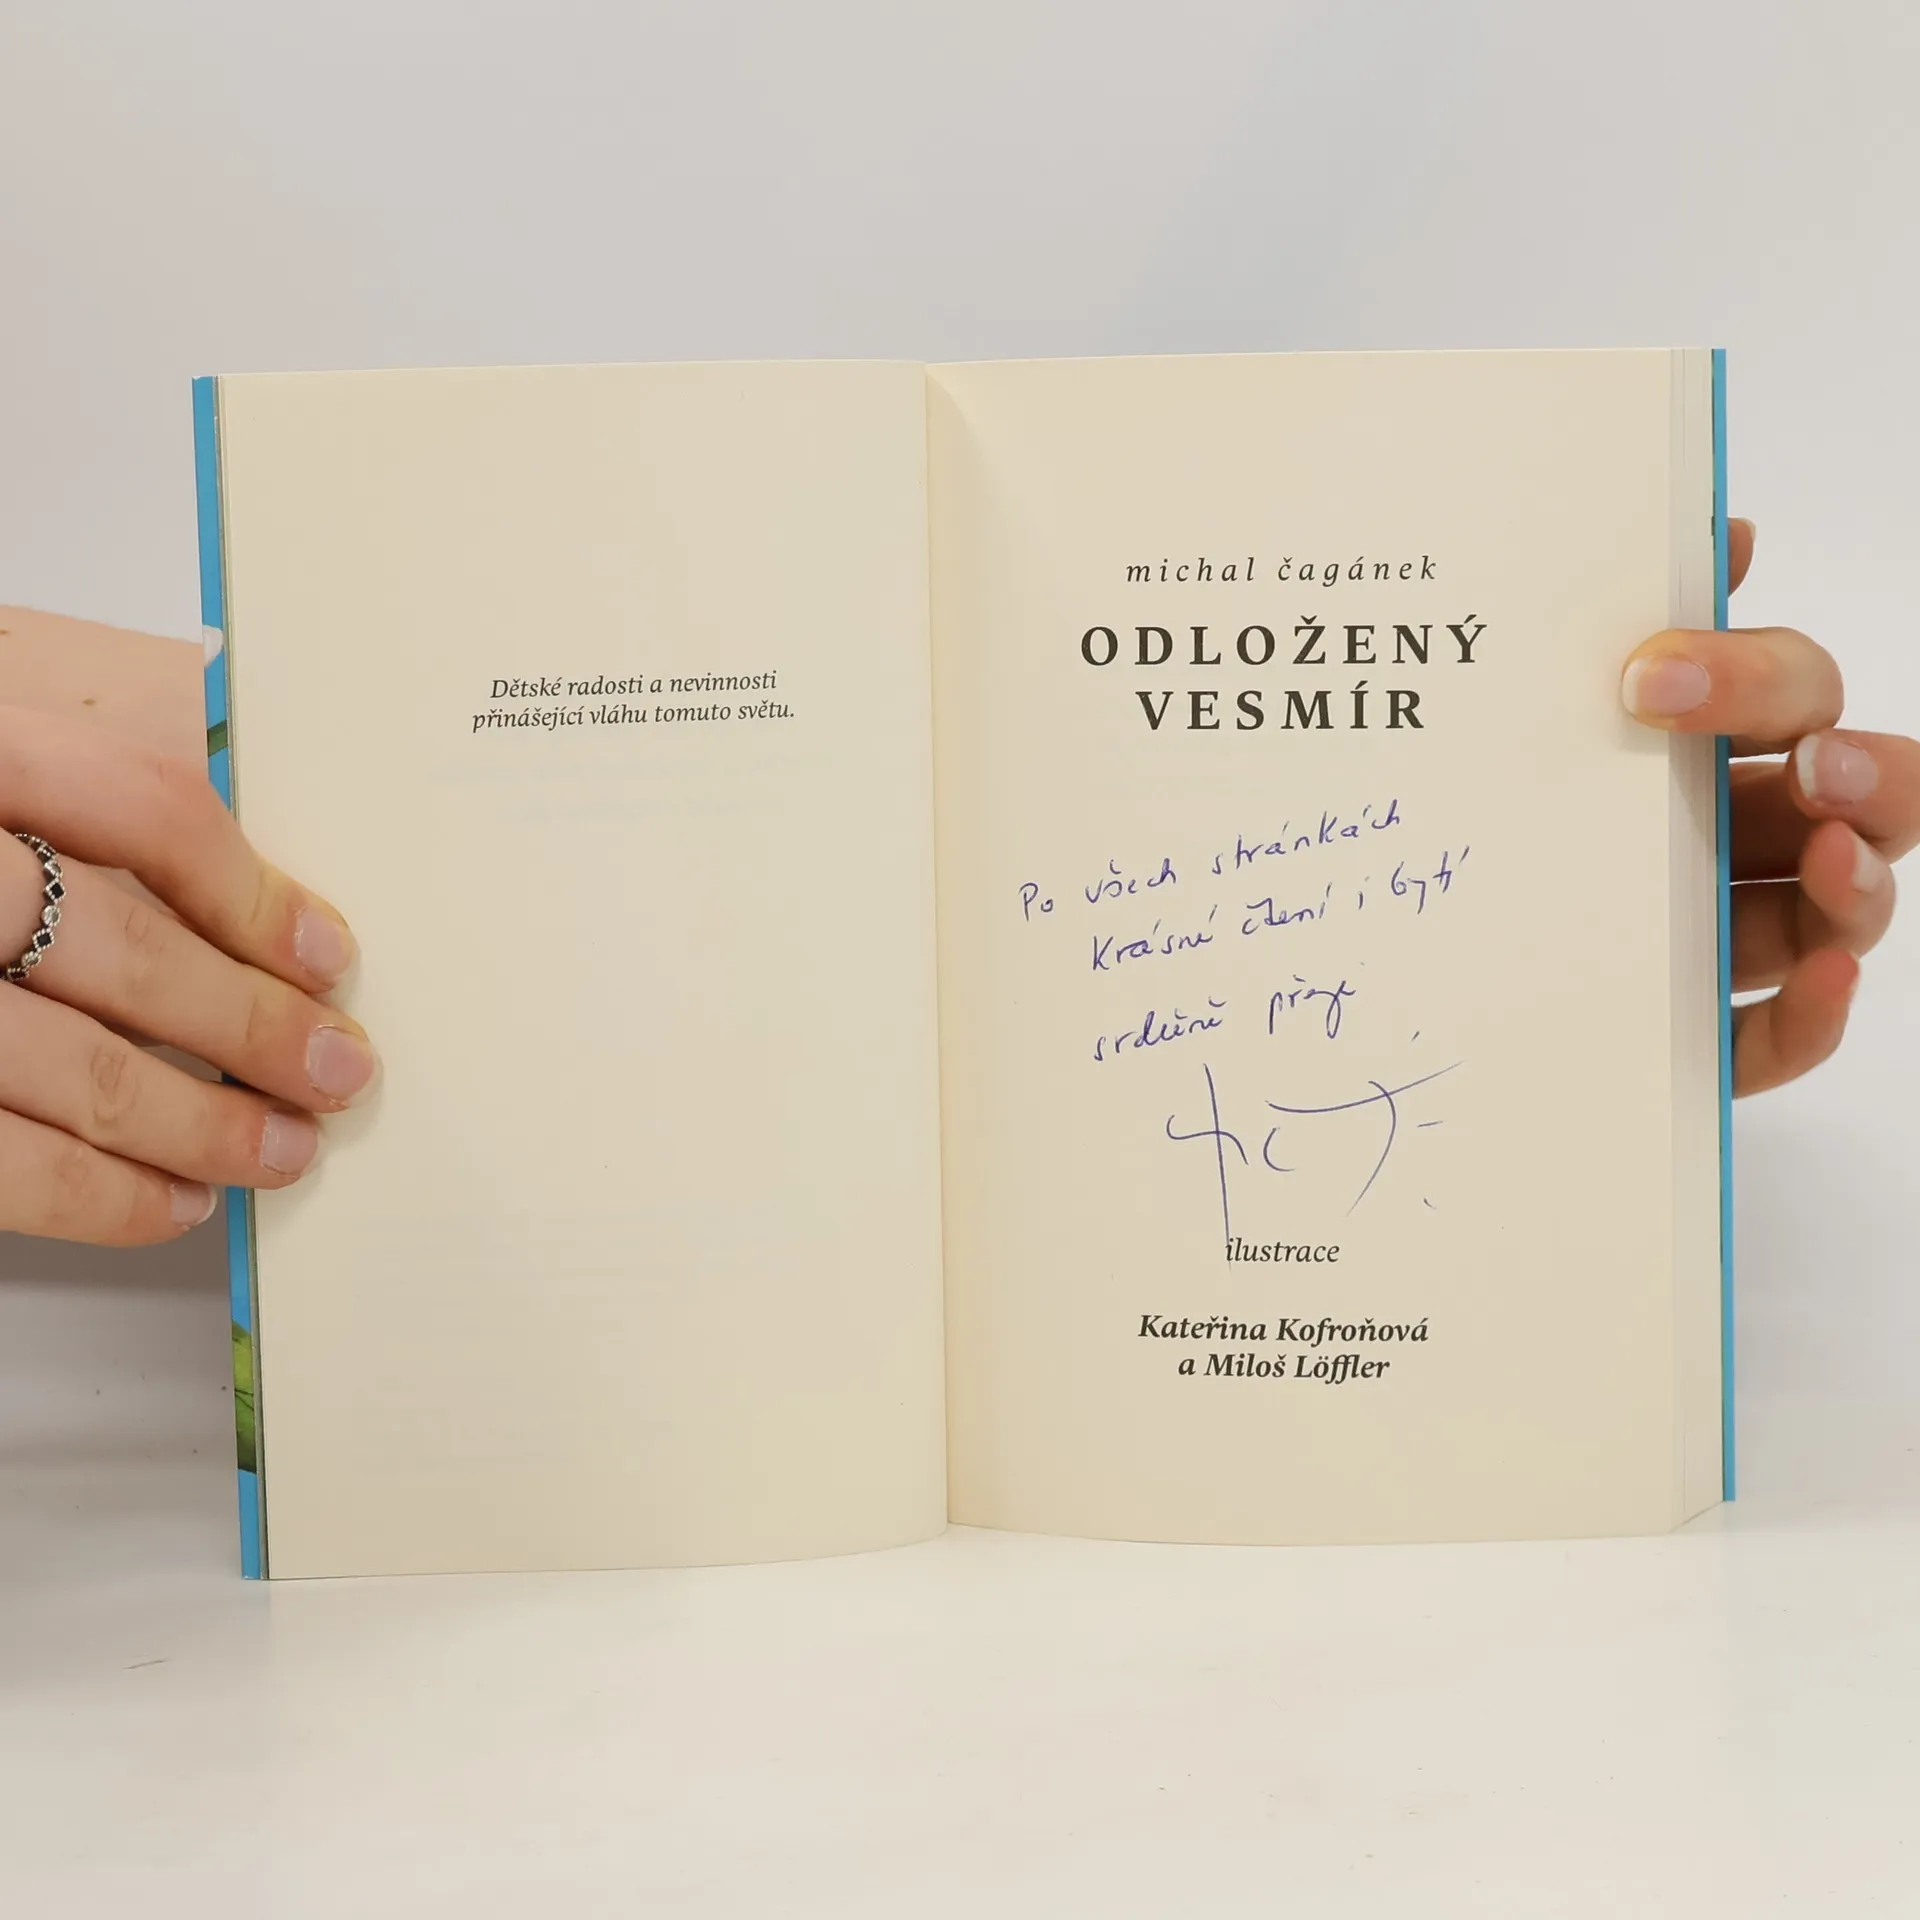 Dětské radosti a nevinnosti
přinášející vláhu tomuto světu.
michal čagánek
ODLOŽENÝ
VESMÍR
Po všech stránkách
Krásné čtení i bytí
srdečně přeje
ilustrace
Kateřina Kofroňová
a Miloš Löffler